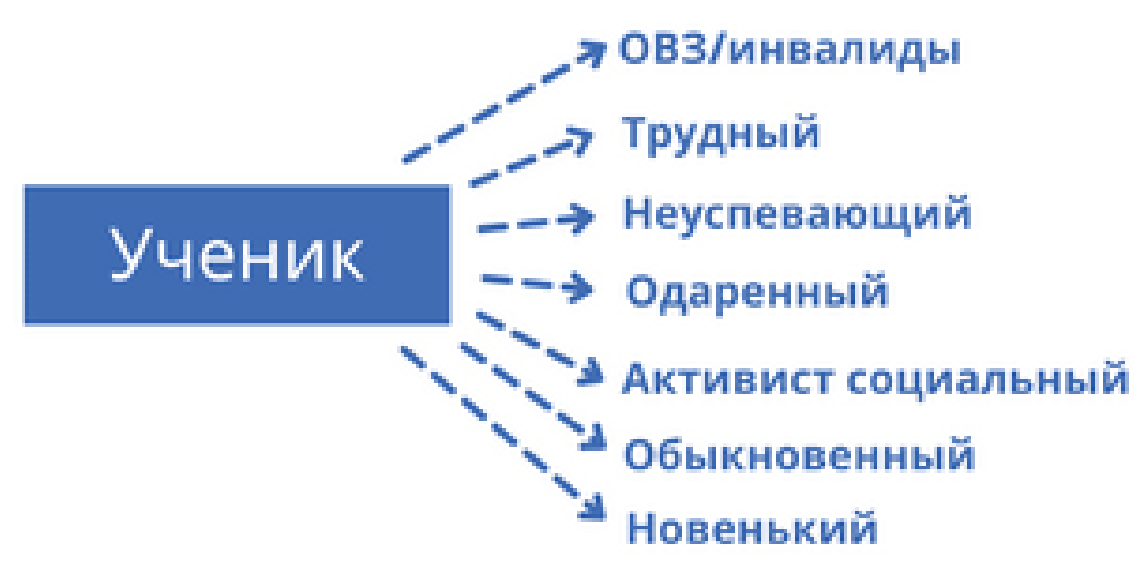 Ученик
ОВЗ/инвалиды
Трудный
Неуспевающий
Одаренный
Активист социальный
Обыкновенный
Новенький